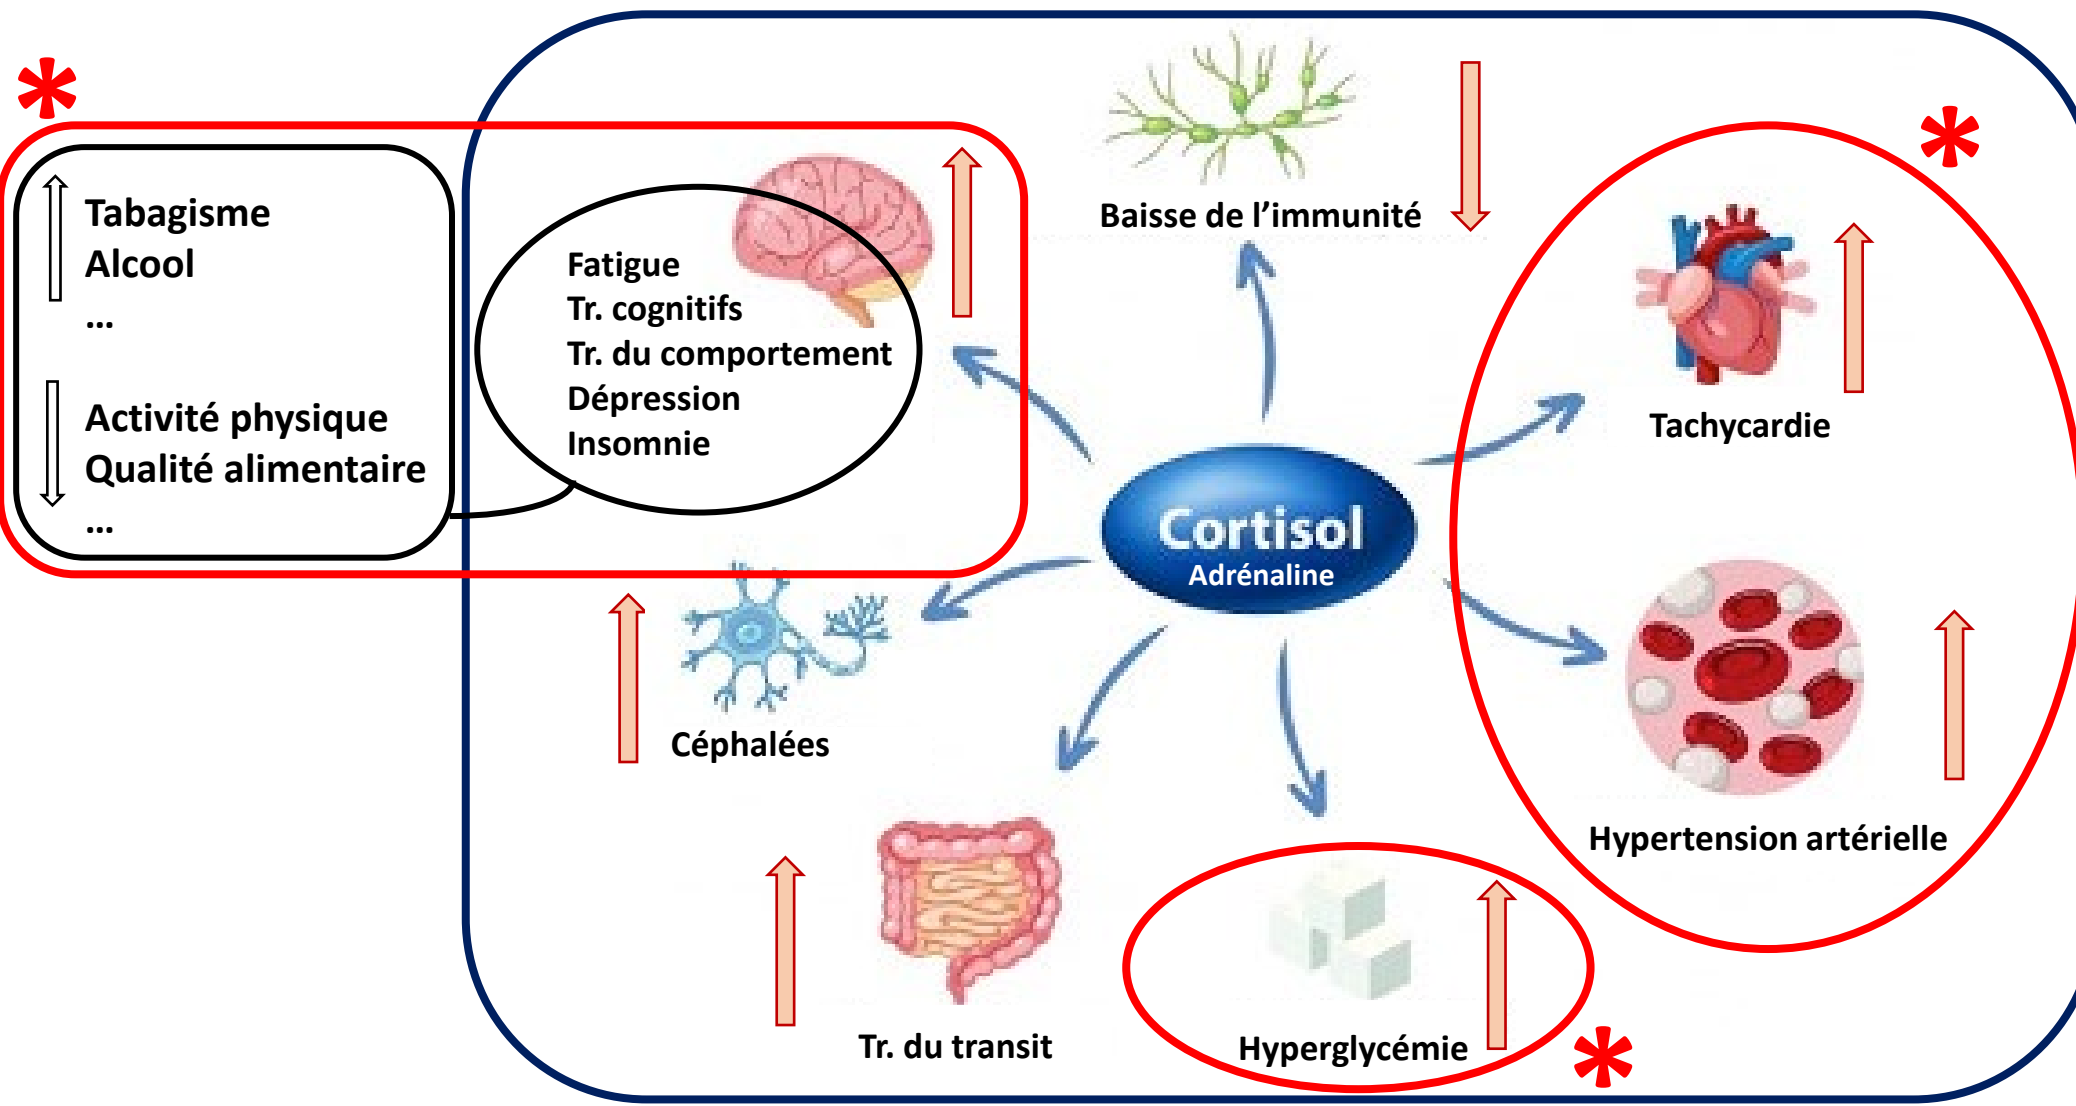 Tabagisme
Alcool
...
Activité physique
Qualité alimentaire
...
Fatigue
Tr. cognitifs
Tr. du comportement
Dépression
Insomnie
Baisse de l’immunité
Tachycardie
Cortisol
Adrénaline
Céphalées
Hypertension artérielle
Tr. du transit
Hyperglycémie